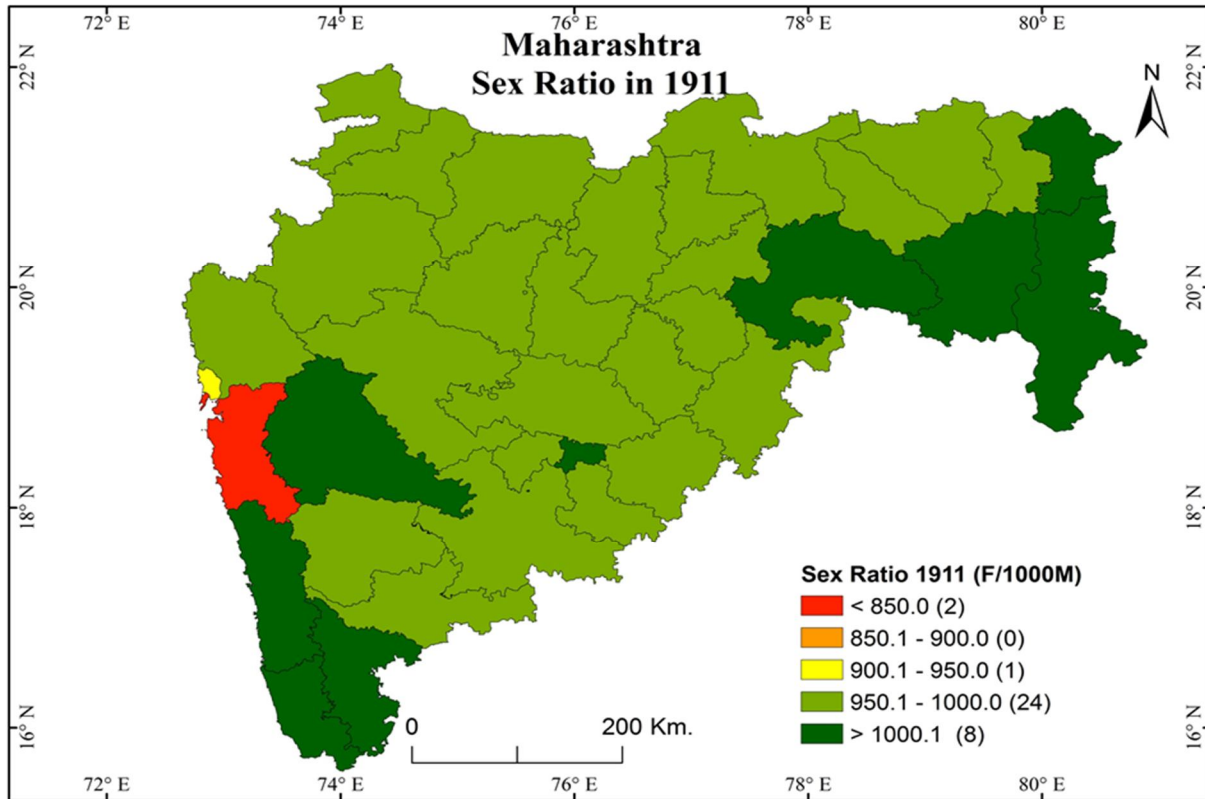 72° E 74° E 76° E 78° E 80° E
Maharashtra
Sex Ratio in 1911
N
22° N
22° N
20° N
20° N
18° N
18° N
16° N
16° N
Sex Ratio 1911 (F/1000M)
< 850.0 (2)
850.1 - 900.0 (0)
900.1 - 950.0 (1)
950.1 - 1000.0 (24)
> 1000.1 (8)
0 200 Km.
72° E 74° E 76° E 78° E 80° E